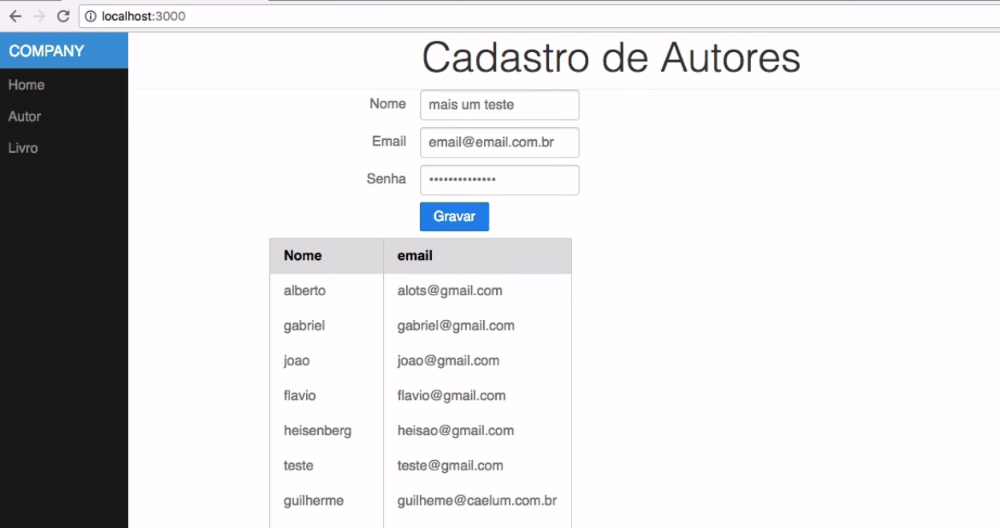 localhost:3000
COMPANY
Home
Autor
Livro
Cadastro de Autores
Nome mais um teste
Email email@email.com.br
Senha ••••••••••••••
Gravar
Nome email
alberto alots@gmail.com
gabriel gabriel@gmail.com
joao joao@gmail.com
flavio flavio@gmail.com
heisenberg heisao@gmail.com
teste teste@gmail.com
guilherme guilheme@caelum.com.br